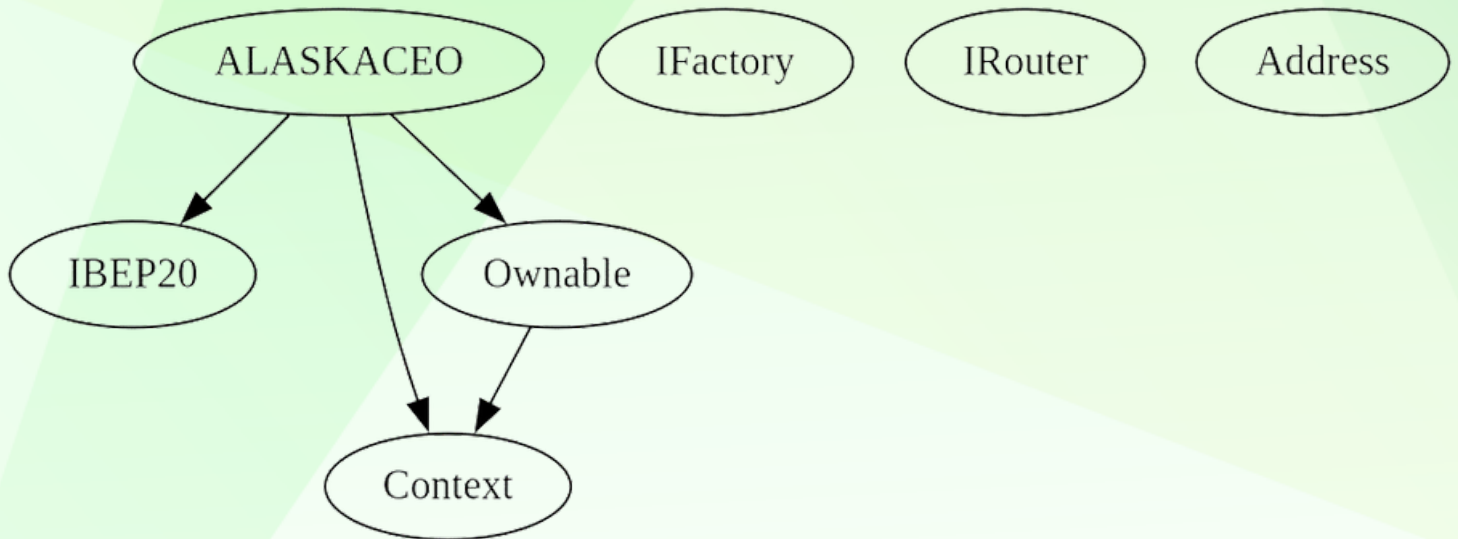 ALASKACEO
IFactory
IRouter
Address
IBEP20
Ownable
Context